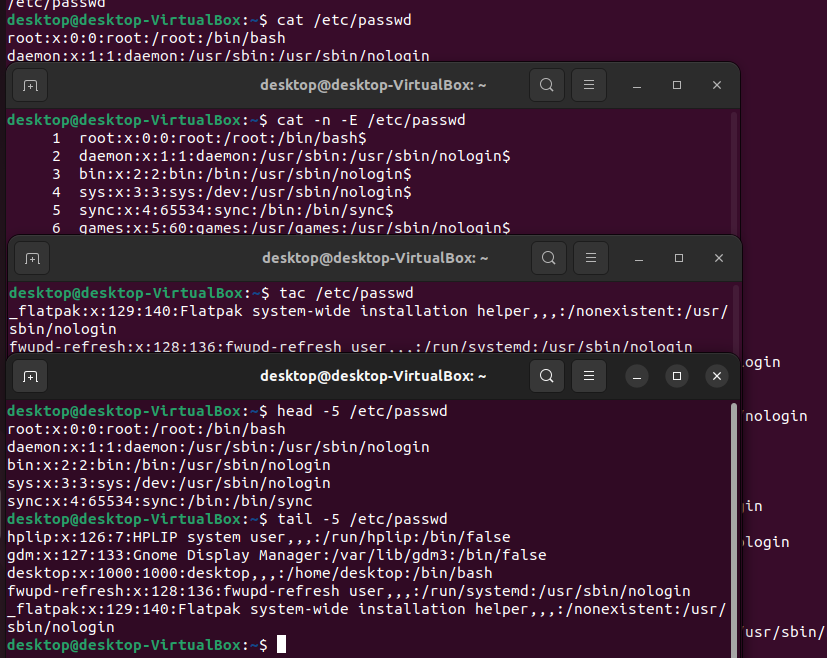 /etc/passwd
desktop@desktop-VirtualBox:~$ cat /etc/passwd
root:x:0:0:root:/root:/bin/bash
daemon:x:1:1:daemon:/usr/sbin:/usr/sbin/nologin
desktop@desktop-VirtualBox: ~
desktop@desktop-VirtualBox:~$ cat -n -E /etc/passwd
1 root:x:0:0:root:/root:/bin/bash$
2 daemon:x:1:1:daemon:/usr/sbin:/usr/sbin/nologin$
3 bin:x:2:2:bin:/bin:/usr/sbin/nologin$
4 sys:x:3:3:sys:/dev:/usr/sbin/nologin$
5 sync:x:4:65534:sync:/bin:/bin/sync$
6 games:x:5:60:games:/usr/games:/usr/sbin/nologin$
desktop@desktop-VirtualBox: ~
desktop@desktop-VirtualBox:~$ tac /etc/passwd
_flatpak:x:129:140:Flatpak system-wide installation helper,,,:/nonexistent:/usr/
sbin/nologin
fwupd-refresh:x:128:136:fwupd-refresh user,,,:/run/systemd:/usr/sbin/nologin
desktop@desktop-VirtualBox: ~
desktop@desktop-VirtualBox:~$ head -5 /etc/passwd
root:x:0:0:root:/root:/bin/bash
daemon:x:1:1:daemon:/usr/sbin:/usr/sbin/nologin
bin:x:2:2:bin:/bin:/usr/sbin/nologin
sys:x:3:3:sys:/dev:/usr/sbin/nologin
sync:x:4:65534:sync:/bin:/bin/sync
desktop@desktop-VirtualBox:~$ tail -5 /etc/passwd
hplip:x:126:7:HPLIP system user,,,:/run/hplip:/bin/false
gdm:x:127:133:Gnome Display Manager:/var/lib/gdm3:/bin/false
desktop:x:1000:1000:desktop,,,:/home/desktop:/bin/bash
fwupd-refresh:x:128:136:fwupd-refresh user,,,:/run/systemd:/usr/sbin/nologin
_flatpak:x:129:140:Flatpak system-wide installation helper,,,:/nonexistent:/usr/
sbin/nologin
desktop@desktop-VirtualBox:~$
ogin
/nologin
in
login
/usr/sbin/